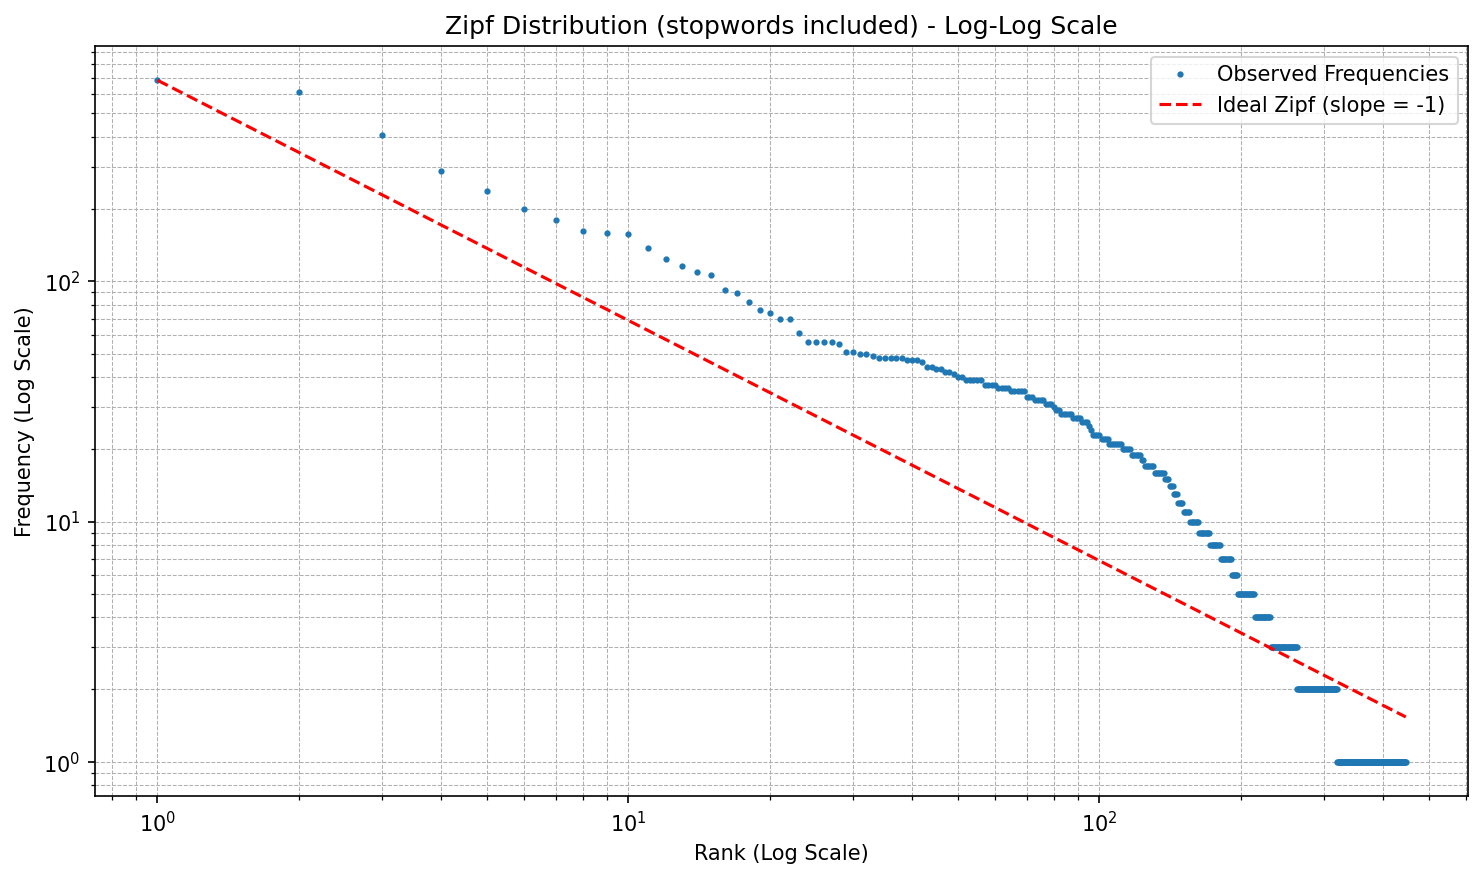 Zipf Distribution (stopwords included) - Log-Log Scale
Observed Frequencies
Ideal Zipf (slope = -1)
Frequency (Log Scale)
10²
10¹
10⁰
10⁰ 10¹ 10²
Rank (Log Scale)